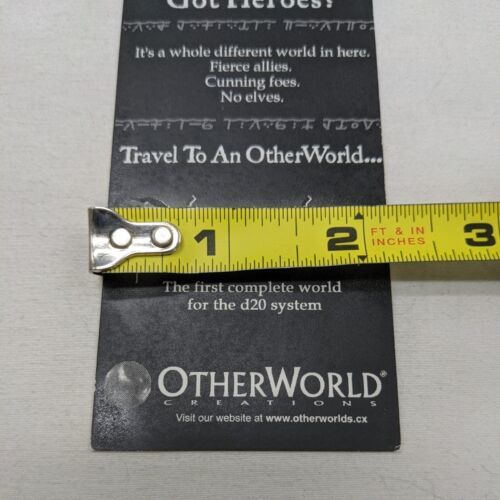 Got Heroes?
It's a whole different world in here.
Fierce allies.
Cunning foes.
No elves.
Travel To An OtherWorld...
1 2 FT & IN 3
INCHES
The first complete world
for the d20 system
OTHERWORLD®
CREATIONS
Visit our website at www.otherworlds.cx